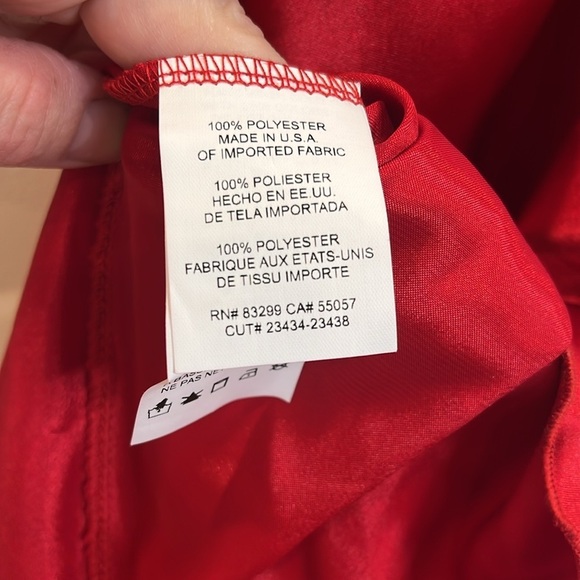 100% POLYESTER
MADE IN U.S.A.
OF IMPORTED FABRIC
100% POLIESTER
HECHO EN EE.UU.
DE TELA IMPORTADA
100% POLYESTER
FABRIQUE AUX ETATS-UNIS
DE TISSU IMPORTE
RN# 83299 CA# 55057
CUT# 23434-23438
NE PAS NE